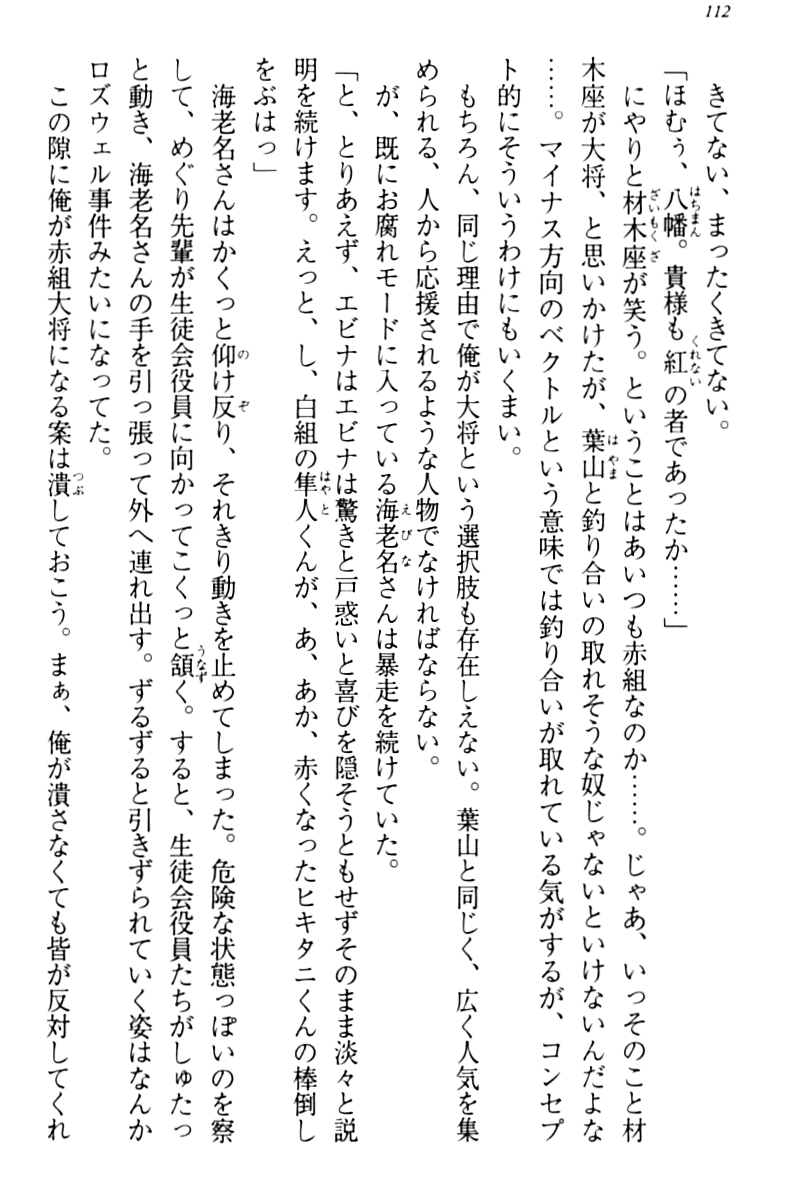 112
きてない、まったくきてない。
「ほむぅ、八幡。貴様も紅の者であったか……」
にやりと材木座が笑う。ということはあいつも赤組なのか……。じゃあ、いっそのこと材
木座が大将、と思いかけたが、葉山と釣り合いの取れそうな奴じゃないといけないんだよな
……。マイナス方向のベクトルという意味では釣り合いが取れている気がするが、コンセプ
ト的にそういうわけにもいくまい。
もちろん、同じ理由で俺が大将という選択肢も存在しえない。葉山と同じく、広く人気を集
められる、人から応援されるような人物でなければならない。
が、既にお腐れモードに入っている海老名さんは暴走を続けていた。
「と、とりあえず、エビナはエビナは驚きと戸惑いと喜びを隠そうともせずそのまま淡々と説
明を続けます。えっと、し、白組の隼人くんが、あ、あか、赤くなったヒキタニくんの棒倒し
をぶはっ」
海老名さんはかくっと仰け反り、それきり動きを止めてしまった。危険な状態っぽいのを察
して、めぐり先輩が生徒会役員に向かってこくっと頷く。すると、生徒会役員たちがしゅたっ
と動き、海老名さんの手を引っ張って外へ連れ出す。ずるずると引きずられていく姿はなんか
ロズウェル事件みたいになってた。
この隙に俺が赤組大将になる案は潰しておこう。まぁ、俺が潰さなくても皆が反対してくれ